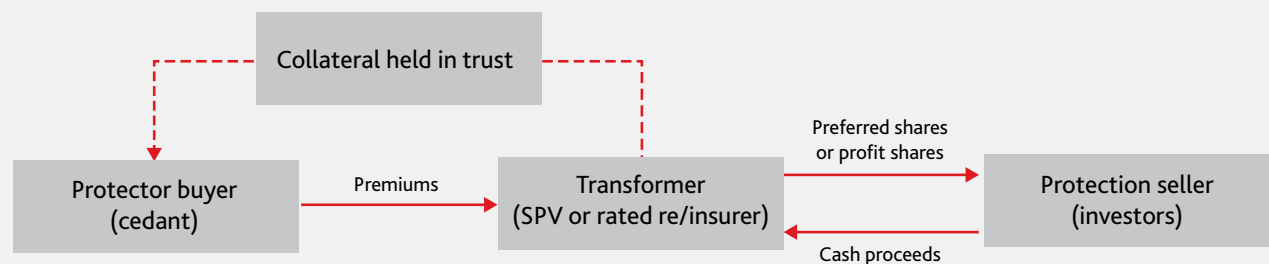 Collateral held in trust
Protector buyer
(cedant)
Premiums
Transformer
(SPV or rated re/insurer)
Preferred shares
or profit shares
Cash proceeds
Protection seller
(investors)